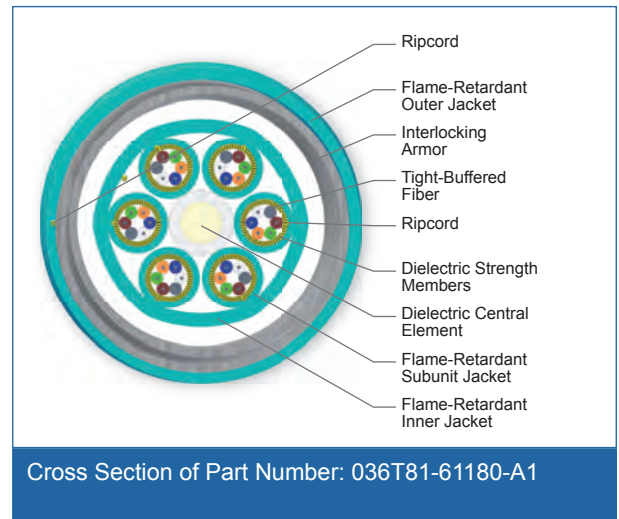 Ripcord
Flame-Retardant
Outer Jacket
Interlocking
Armor
Tight-Buffered
Fiber
Ripcord
Dielectric Strength
Members
Dielectric Central
Element
Flame-Retardant
Subunit Jacket
Flame-Retardant
Inner Jacket
Cross Section of Part Number: 036T81-61180-A1